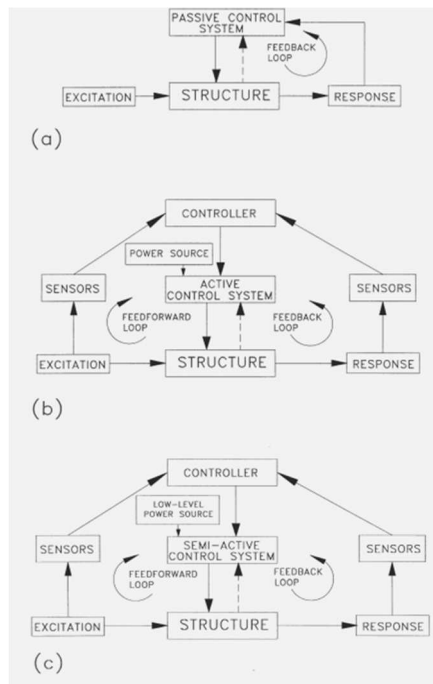 PASSIVE CONTROL
SYSTEM
FEEDBACK
LOOP
EXCITATION
STRUCTURE
RESPONSE
(a)
CONTROLLER
POWER SOURCE
SENSORS
ACTIVE
CONTROL SYSTEM
SENSORS
FEEDFORWARD
LOOP
FEEDBACK
LOOP
EXCITATION
STRUCTURE
RESPONSE
(b)
CONTROLLER
LOW-LEVEL
POWER SOURCE
SENSORS
SEMI-ACTIVE
CONTROL SYSTEM
SENSORS
FEEDFORWARD
LOOP
FEEDBACK
LOOP
EXCITATION
STRUCTURE
RESPONSE
(c)